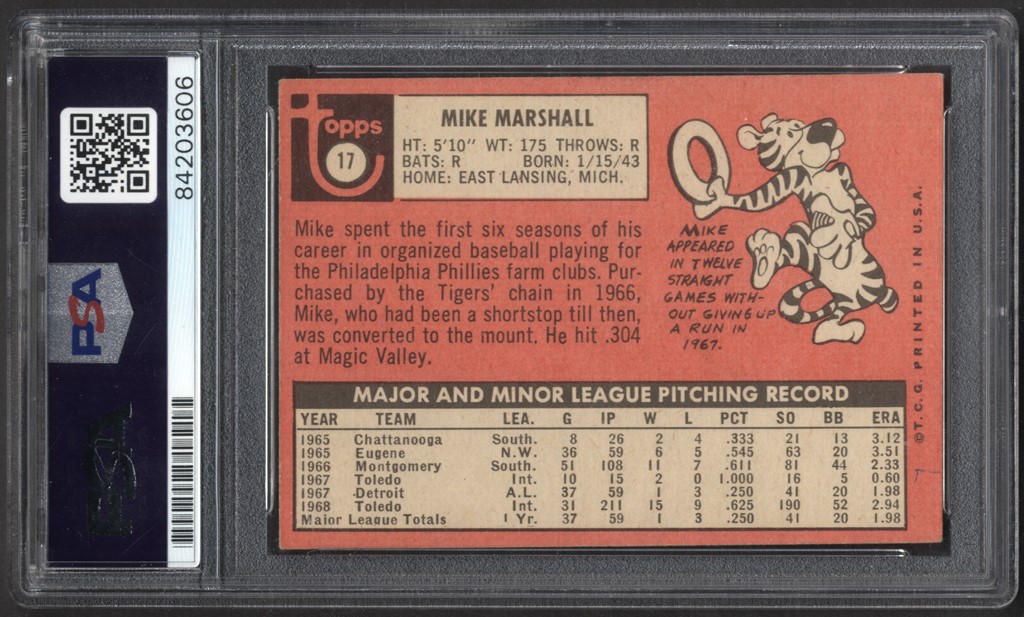 84203606
PSA
PSA
topps
17
MIKE MARSHALL
HT: 5'10" WT: 175 THROWS: R
BATS: R BORN: 1/15/43
HOME: EAST LANSING, MICH.
Mike spent the first six seasons of his
career in organized baseball playing for
the Philadelphia Phillies farm clubs. Pur-
chased by the Tigers' chain in 1966,
Mike, who had been a shortstop till then,
was converted to the mount. He hit .304
at Magic Valley.
MIKE
APPEARED
IN TWELVE
STRAIGHT
GAMES WITH-
OUT GIVING UP
A RUN IN
1967.
©T.C.G. PRINTED IN U.S.A.
MAJOR AND MINOR LEAGUE PITCHING RECORD
YEAR TEAM LEA. G IP W L PCT SO BB ERA
1965 Chattanooga South. 8 26 2 4 .333 21 13 3.12
1965 Eugene N.W. 36 59 6 5 .545 63 20 3.51
1966 Montgomery South. 51 108 11 7 .611 81 44 2.33
1967 Toledo Int. 10 15 2 0 1.000 16 5 0.60
1967 Detroit A.L. 37 59 1 3 .250 41 20 1.98
1968 Toledo Int. 31 211 15 9 .625 190 52 2.94
Major League Totals 1 Yr. 37 59 1 3 .250 41 20 1.98